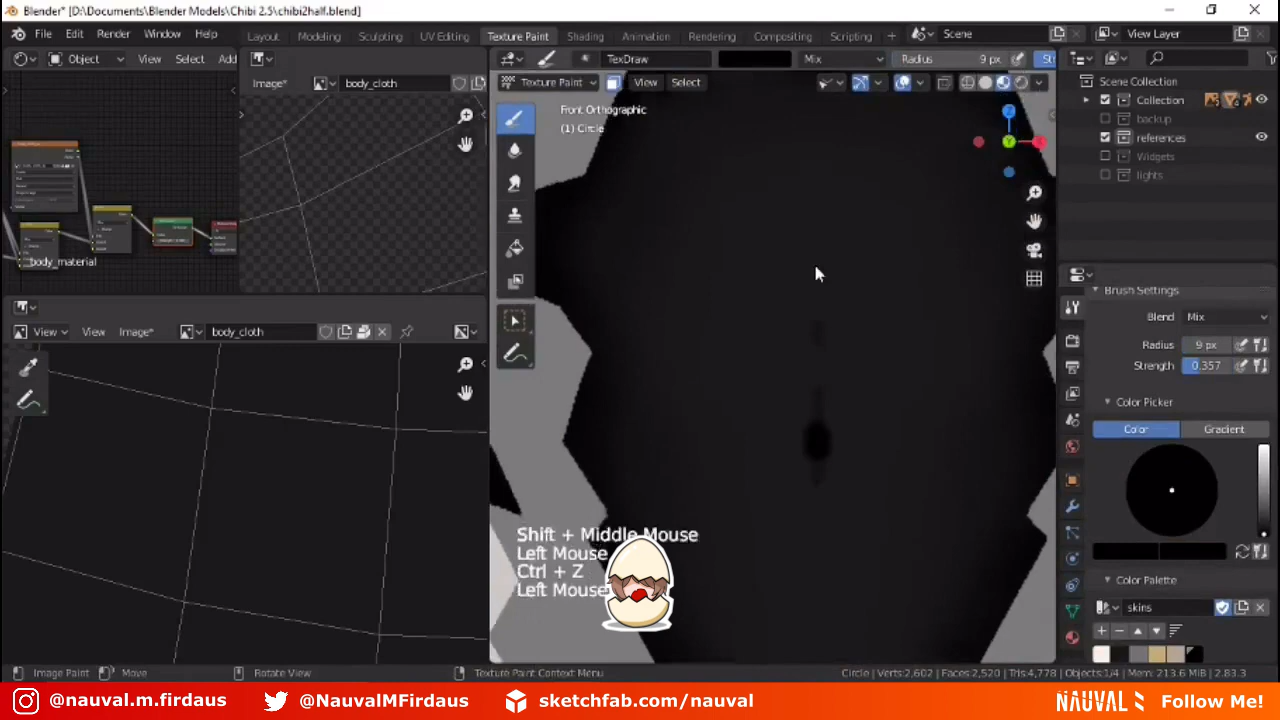 Blender* [D:\Documents\Blender Models\Chibi 2.5\chibi2half.blend]
File Edit Render Window Help Layout Modeling Sculpting UV Editing Texture Paint Shading Animation Rendering Compositing Scripting + Scene View Layer
Object View Select Add TexDraw Mix Radius 9 px St
Image* body_cloth Texture Paint View Select
Scene Collection
Collection
backup
references
Widgets
lights
Front Orthographic
(1) Circle
body_material
View View Image* body_cloth
Brush Settings
Blend Mix
Radius 9 px
Strength 0.357
Color Picker
Color Gradient
Color Palette
skins
Shift + Middle Mouse
Left Mouse
Ctrl + Z
Left Mouse
Image Paint Move Rotate View Texture Paint Context Menu Circle | Verts:2,602 | Faces:2,520 | Tris:4,778 | Objects:1/4 | Mem: 213.6 MiB | 2.83.3
@nauval.m.firdaus @NauvalMFirdaus sketchfab.com/nauval NAUVAL Follow Me!